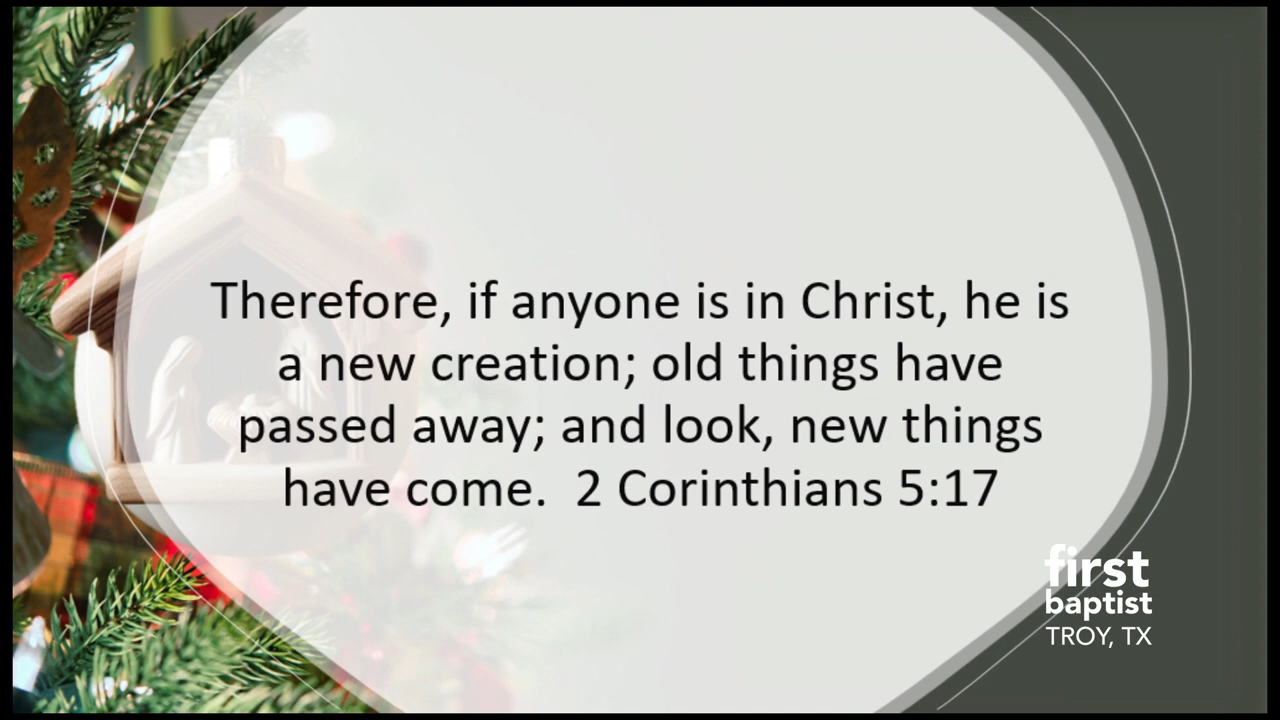 Therefore, if anyone is in Christ, he is
a new creation; old things have
passed away; and look, new things
have come.  2 Corinthians 5:17
first
baptist
TROY, TX